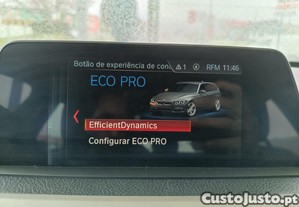 Botão de experiência de con
1 RFM 11:46
ECO PRO
EfficientDynamics
Configurar ECO PRO
CustoJusto.pt